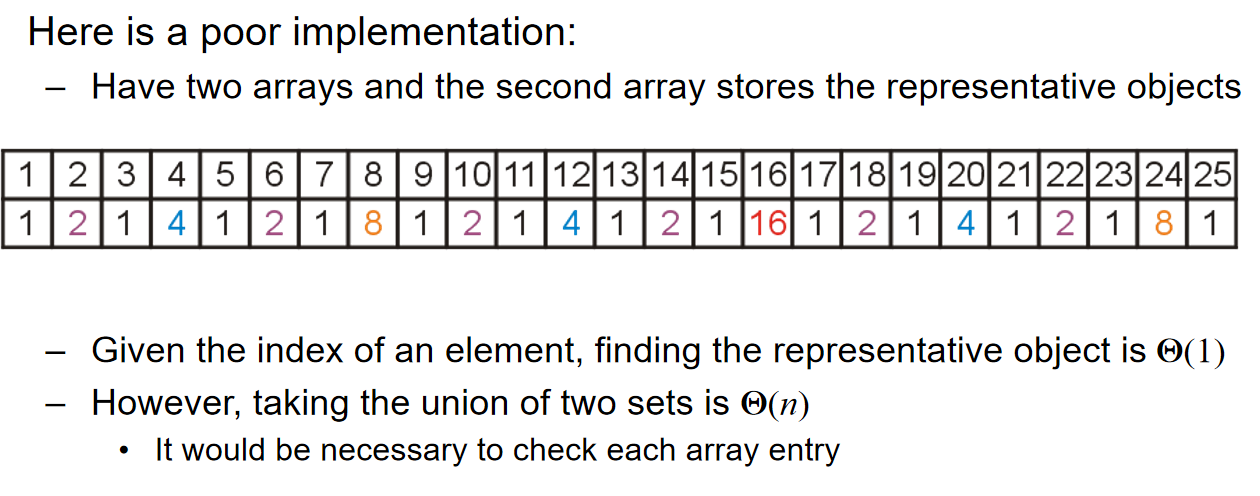 Here is a poor implementation:
– Have two arrays and the second array stores the representative objects
1 2 3 4 5 6 7 8 9 10 11 12 13 14 15 16 17 18 19 20 21 22 23 24 25
1 2 1 4 1 2 1 8 1 2 1 4 1 2 1 16 1 2 1 4 1 2 1 8 1
– Given the index of an element, finding the representative object is Θ(1)
– However, taking the union of two sets is Θ(n)
• It would be necessary to check each array entry